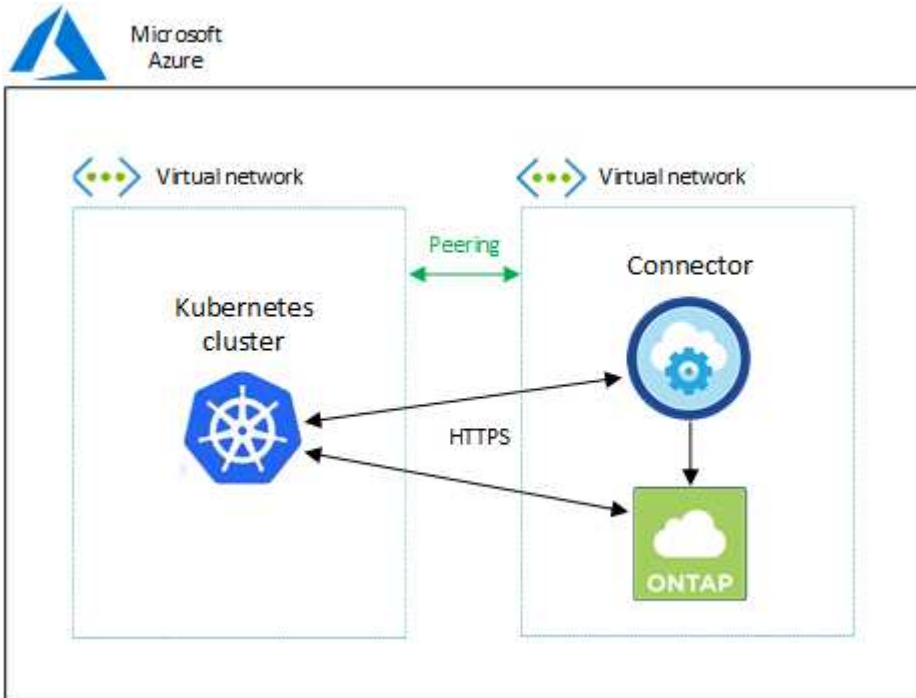 Microsoft
Azure
Virtual network
Virtual network
Peering
Connector
Kubernetes
cluster
HTTPS
ONTAP